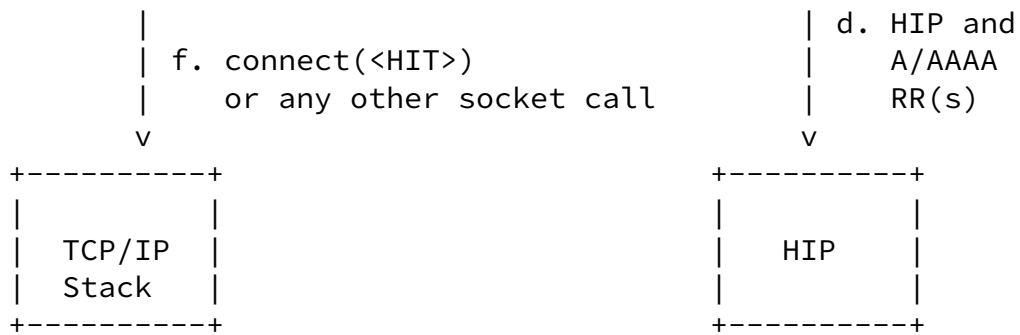 d. HIP and
f. connect(<HIT>) A/AAAA
or any other socket call RR(s)
v v
TCP/IP HIP
Stack